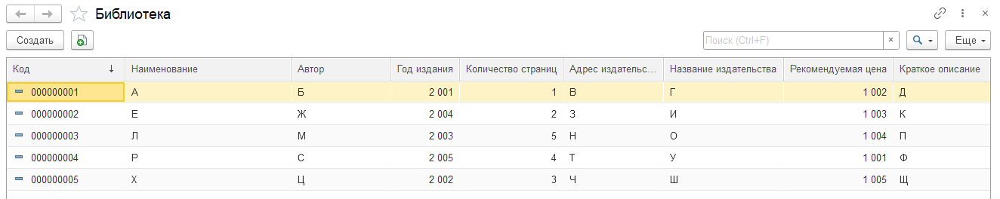 Библиотека
Создать Поиск (Ctrl+F) × Еще
Код ↓ Наименование Автор Год издания Количество страниц Адрес издательс... Название издательства Рекомендуемая цена Краткое описание
000000001 А Б 2 001 1 В Г 1 002 Д
000000002 Е Ж 2 004 2 З И 1 003 К
000000003 Л М 2 003 5 Н О 1 004 П
000000004 Р С 2 005 4 Т У 1 001 Ф
000000005 Х Ц 2 002 3 Ч Ш 1 005 Щ